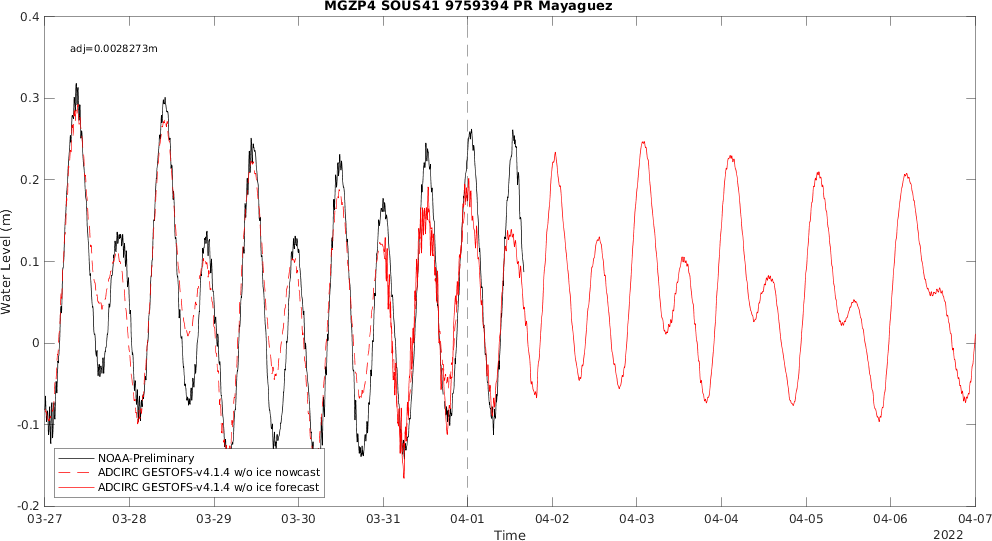 MGZP4 SOUS41 9759394 PR Mayaguez
adj=0.0028273m
0.4
0.3
0.2
0.1
0
-0.1
-0.2
Water Level (m)
NOAA-Preliminary
ADCIRC GESTOFS-v4.1.4 w/o ice nowcast
ADCIRC GESTOFS-v4.1.4 w/o ice forecast
03-27
03-28
03-29
03-30
03-31
04-01
04-02
04-03
04-04
04-05
04-06
04-07
Time
2022